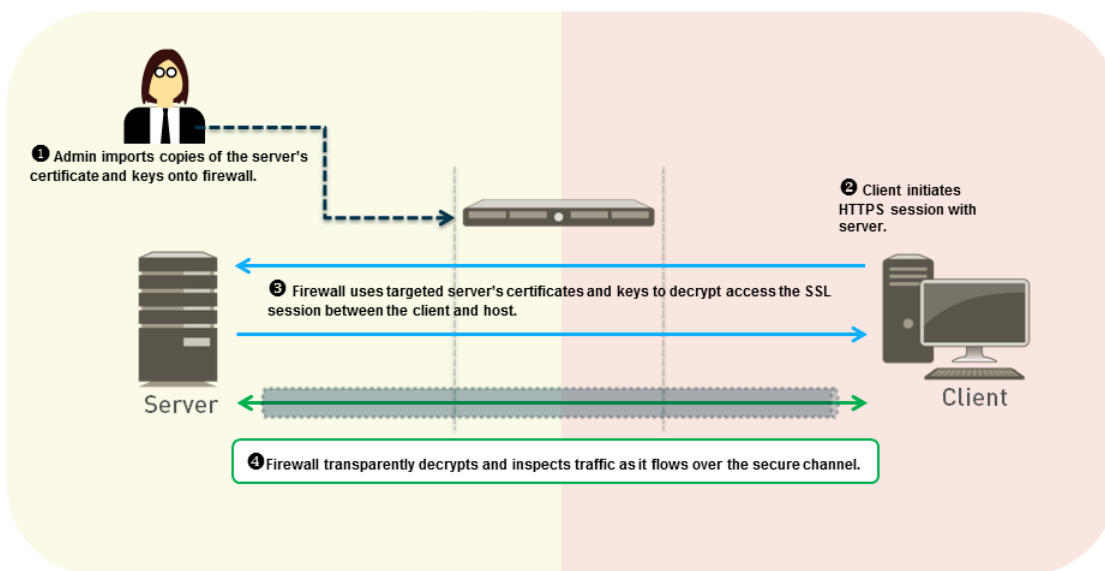 ❶ Admin imports copies of the server's
certificate and keys onto firewall.
❷ Client initiates
HTTPS session with
server.
❸ Firewall uses targeted server's certificates and keys to decrypt access the SSL
session between the client and host.
Server
Client
❹Firewall transparently decrypts and inspects traffic as it flows over the secure channel.